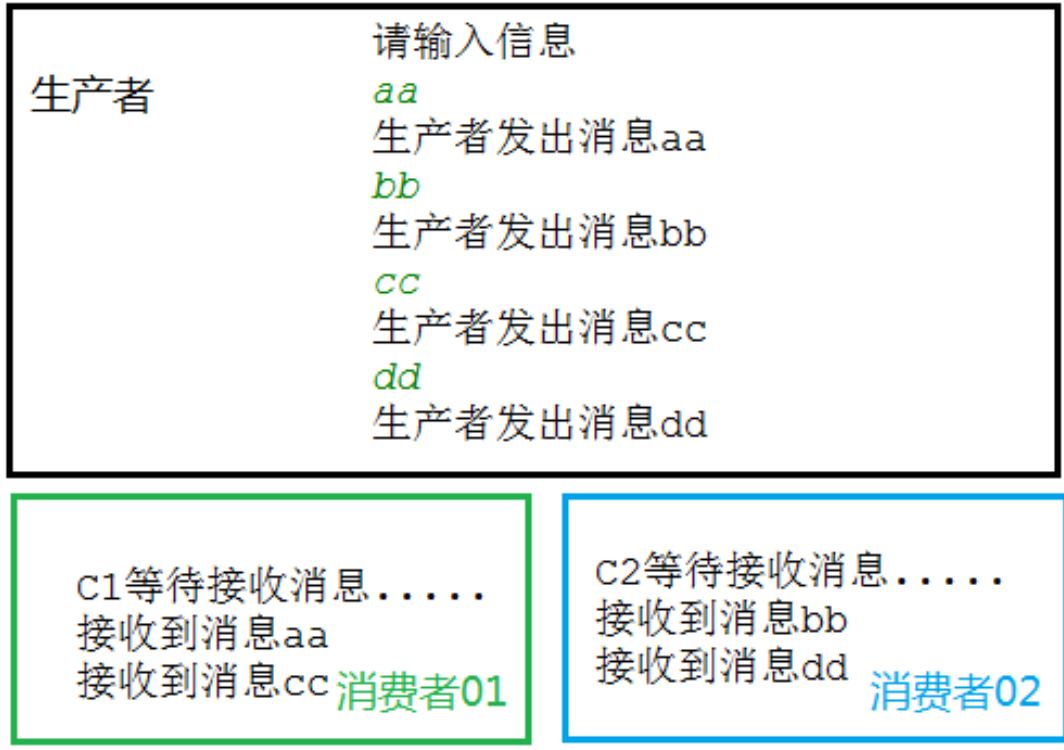 请输入信息
生产者
aa
生产者发出消息aa
bb
生产者发出消息bb
cc
生产者发出消息cc
dd
生产者发出消息dd
C1等待接收消息.....
接收到消息aa
接收到消息cc
消费者01
C2等待接收消息.....
接收到消息bb
接收到消息dd
消费者02